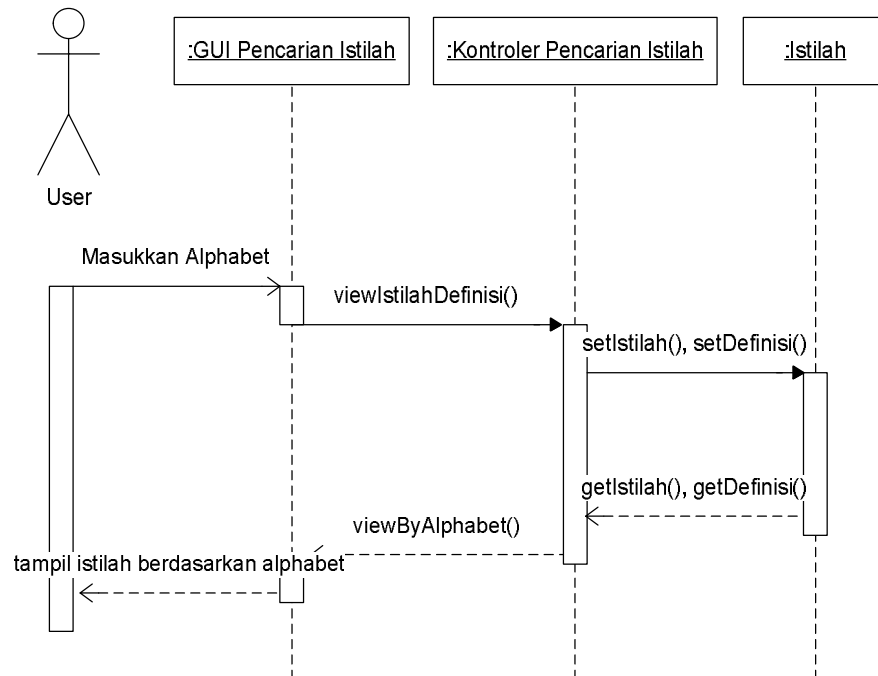 :GUI Pencarian Istilah
:Kontroler Pencarian Istilah
:Istilah
User
Masukkan Alphabet
viewIstilahDefinisi()
setIstilah(), setDefinisi()
getIstilah(), getDefinisi()
viewByAlphabet()
tampil istilah berdasarkan alphabet